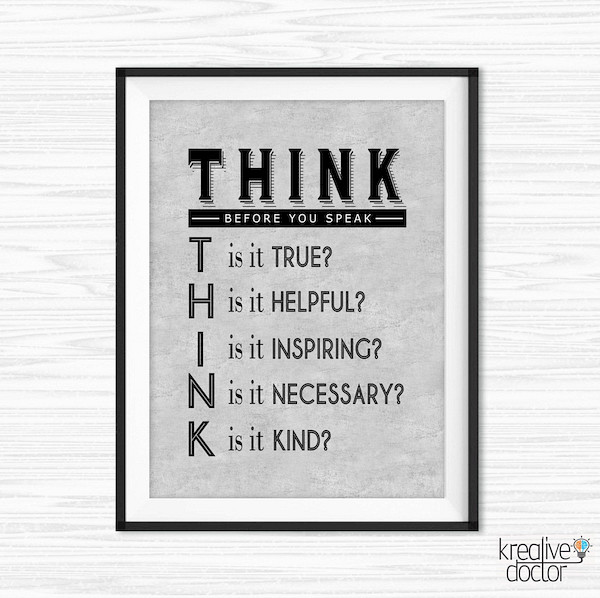 THINK
BEFORE YOU SPEAK
T is it TRUE?
H is it HELPFUL?
I is it INSPIRING?
N is it NECESSARY?
K is it KIND?
kreative
doctor